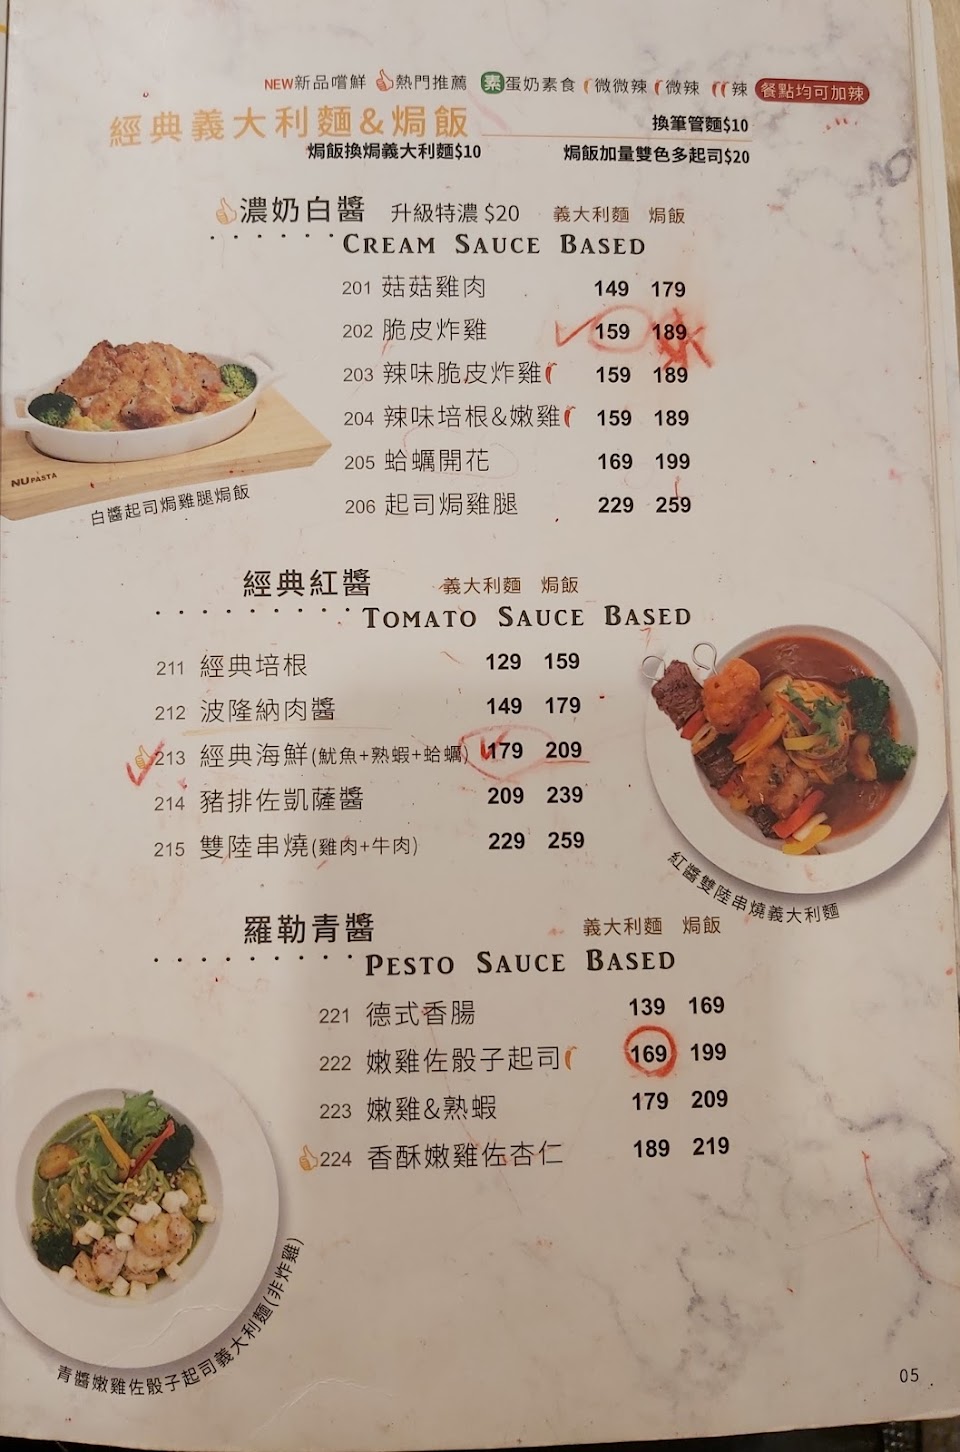 NEW新品嚐鮮 熱門推薦 素蛋奶素食 微微辣 微辣 辣 餐點均可加辣
經典義大利麵&焗飯
換筆管麵$10
焗飯換焗義大利麵$10 焗飯加量雙色多起司$20
濃奶白醬 升級特濃 $20 義大利麵 焗飯
CREAM SAUCE BASED
201 菇菇雞肉 149 179
202 脆皮炸雞 159 189
203 辣味脆皮炸雞 159 189
204 辣味培根&嫩雞 159 189
205 蛤蠣開花 169 199
206 起司焗雞腿 229 259
NU PASTA
白醬起司焗雞腿焗飯
經典紅醬 義大利麵 焗飯
TOMATO SAUCE BASED
211 經典培根 129 159
212 波隆納肉醬 149 179
213 經典海鮮(魷魚+熟蝦+蛤蠣) 179 209
214 豬排佐凱薩醬 209 239
215 雙陸串燒(雞肉+牛肉) 229 259
紅醬雙陸串燒義大利麵
羅勒青醬 義大利麵 焗飯
PESTO SAUCE BASED
221 德式香腸 139 169
222 嫩雞佐骰子起司 169 199
223 嫩雞&熟蝦 179 209
224 香酥嫩雞佐杏仁 189 219
青醬嫩雞佐骰子起司義大利麵(非炸雞)
05